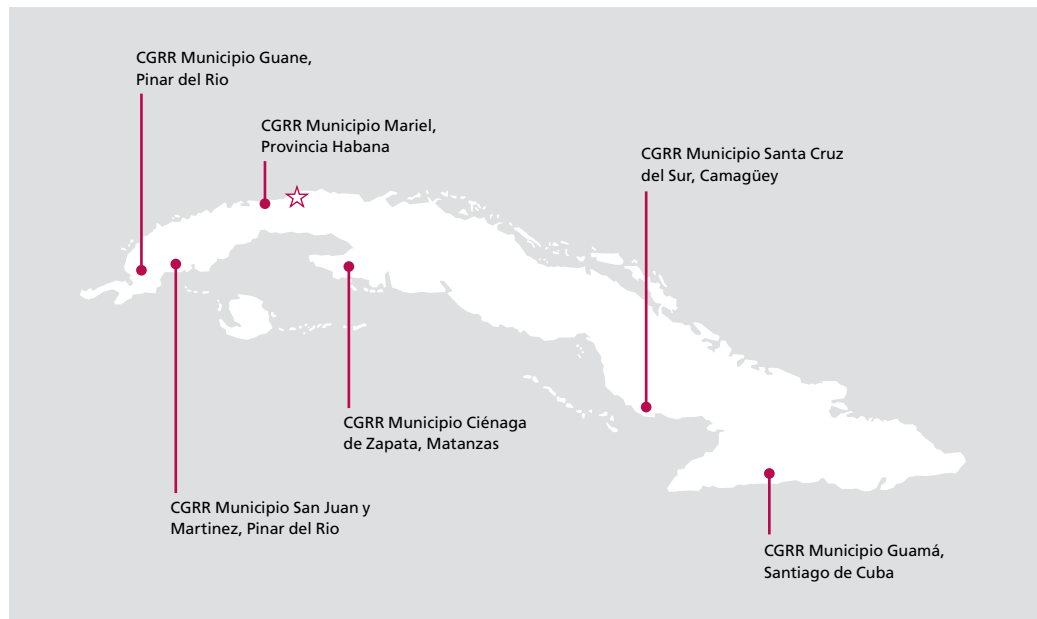 CGRR Municipio Guane,
Pinar del Rio
CGRR Municipio Mariel,
Provincia Habana
CGRR Municipio Santa Cruz
del Sur, Camagüey
CGRR Municipio Ciénaga
de Zapata, Matanzas
CGRR Municipio San Juan y
Martinez, Pinar del Rio
CGRR Municipio Guamá,
Santiago de Cuba